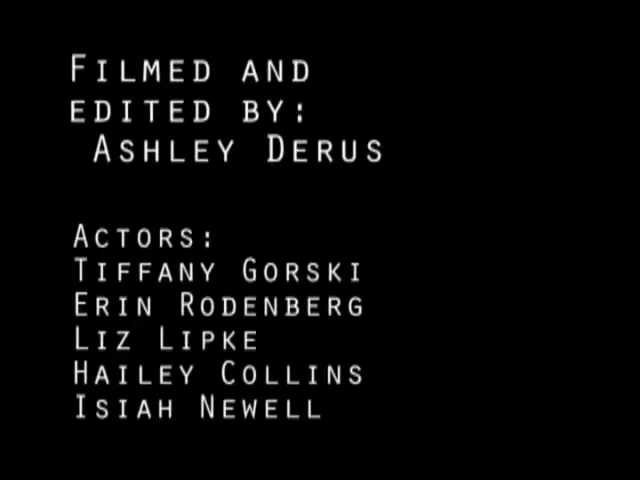 Filmed and
edited by:
Ashley Derus
Actors:
Tiffany Gorski
Erin Rodenberg
Liz Lipke
Hailey Collins
Isiah Newell